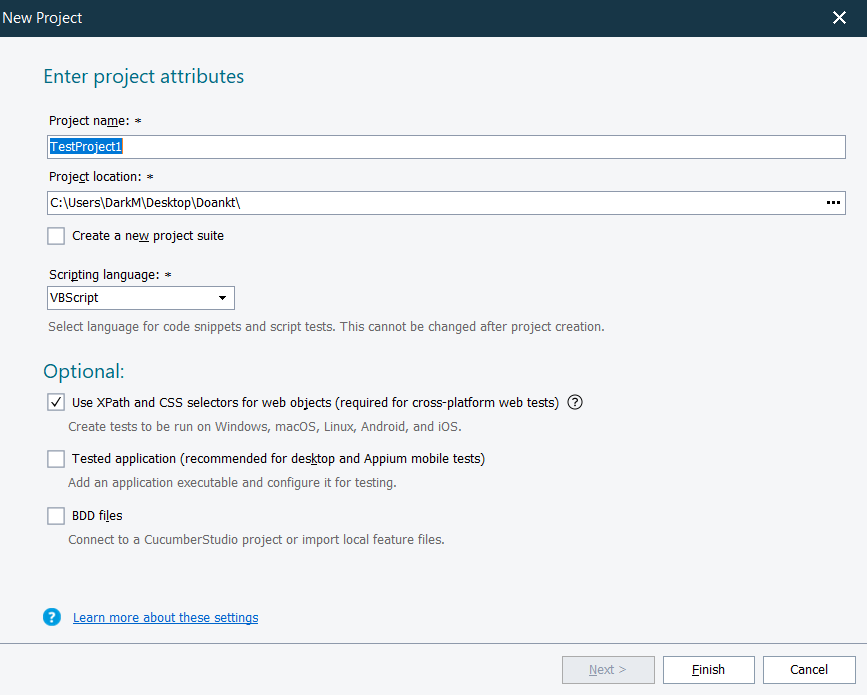 New Project
Enter project attributes
Project name: *
TestProject1
Project location: *
C:\Users\DarkM\Desktop\Doankt\
...
Create a new project suite
Scripting language: *
VBScript
Select language for code snippets and script tests. This cannot be changed after project creation.
Optional:
Use XPath and CSS selectors for web objects (required for cross-platform web tests) ?
Create tests to be run on Windows, macOS, Linux, Android, and iOS.
Tested application (recommended for desktop and Appium mobile tests)
Add an application executable and configure it for testing.
BDD files
Connect to a CucumberStudio project or import local feature files.
? Learn more about these settings
Next > Finish Cancel